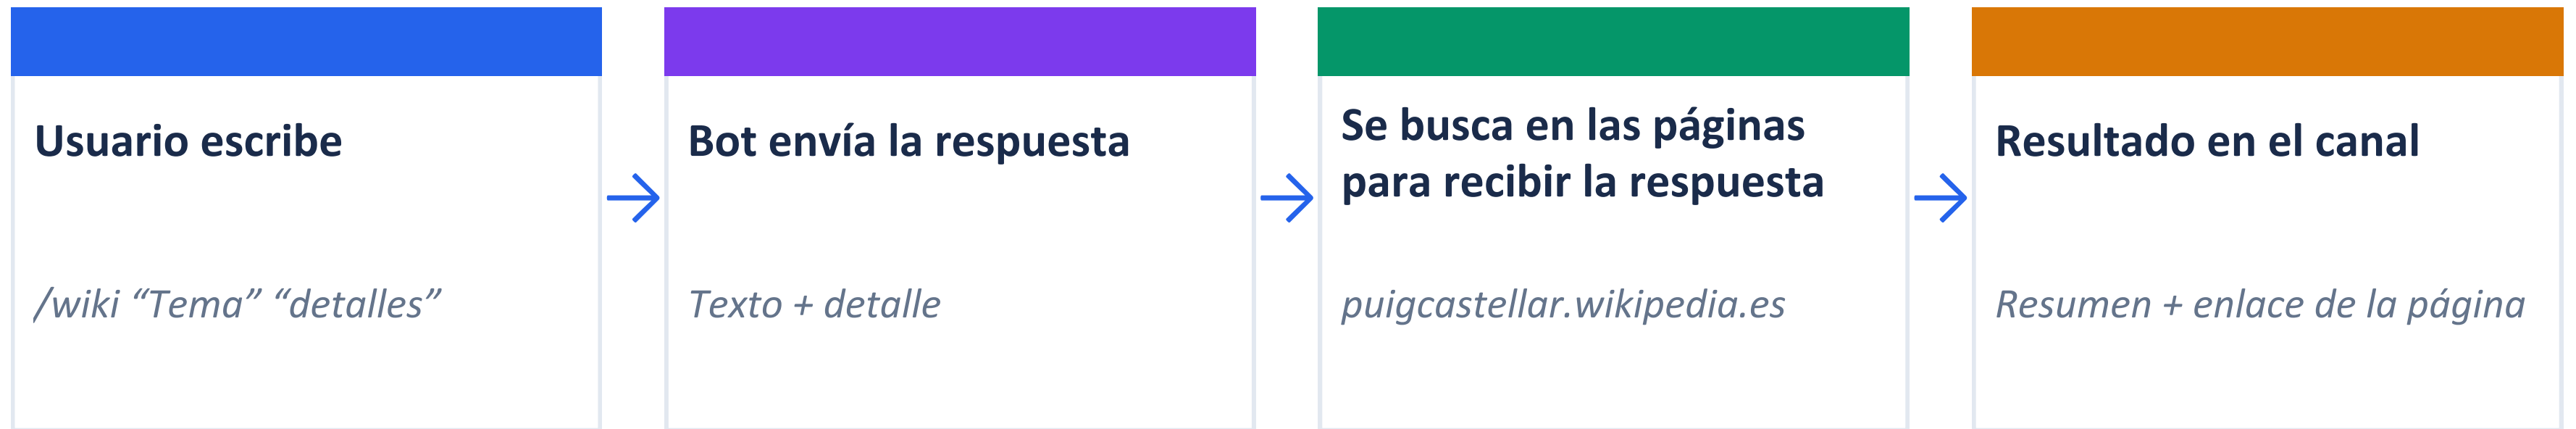 Usuario escribe
/wiki “Tema” “detalles”
Bot envía la respuesta
Texto + detalle
Se busca en las páginas
para recibir la respuesta
puigcastellar.wikipedia.es
Resultado en el canal
Resumen + enlace de la página